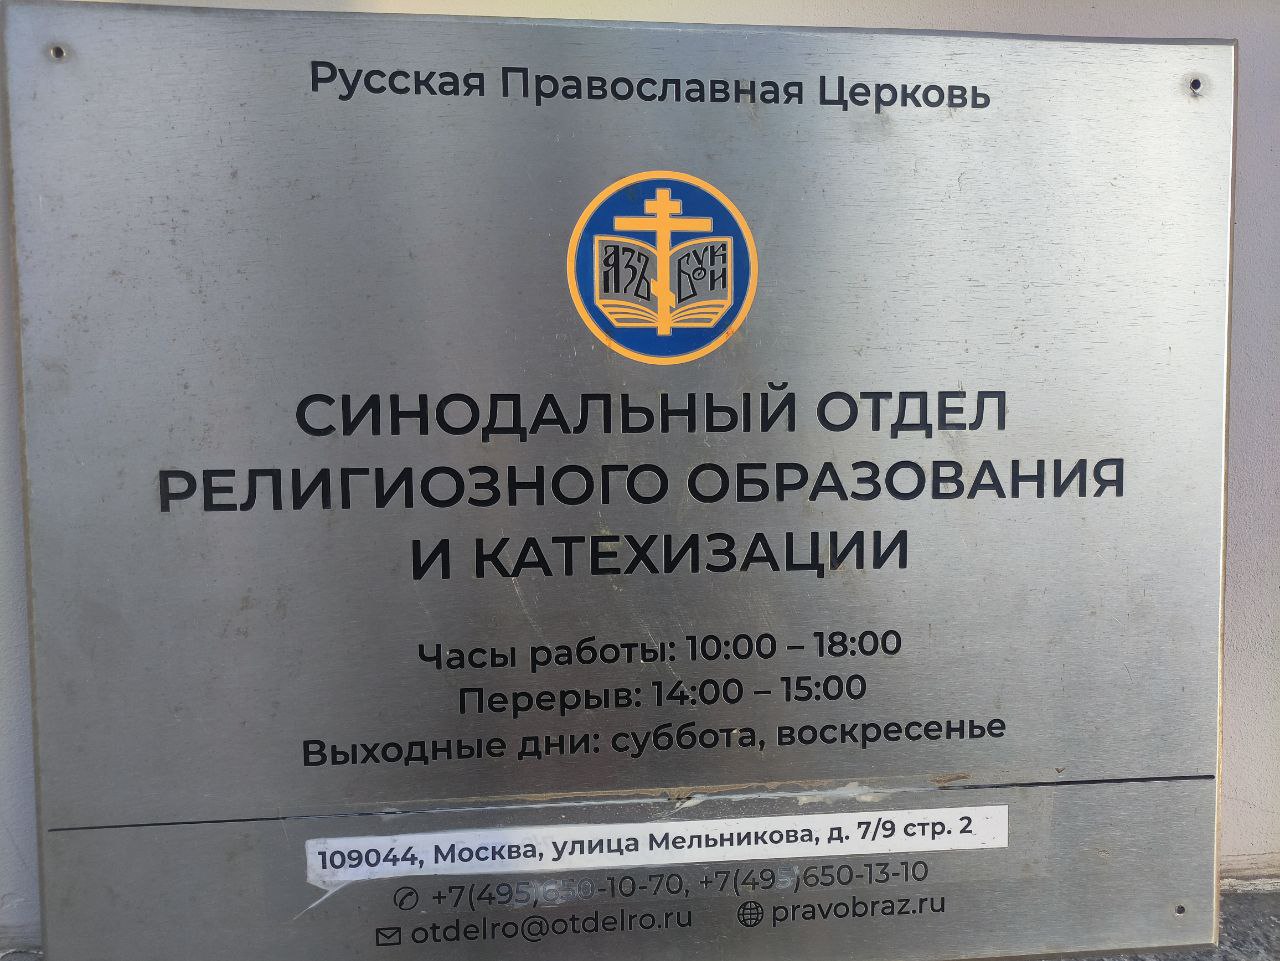 Русская Православная Церковь
АЗЪ БУКИ
СИНОДАЛЬНЫЙ ОТДЕЛ
РЕЛИГИОЗНОГО ОБРАЗОВАНИЯ
И КАТЕХИЗАЦИИ
Часы работы: 10:00 – 18:00
Перерыв: 14:00 – 15:00
Выходные дни: суббота, воскресенье
109044, Москва, улица Мельникова, д. 7/9 стр. 2
+7(495)650-10-70, +7(495)650-13-10
otdelro@otdelro.ru pravobraz.ru